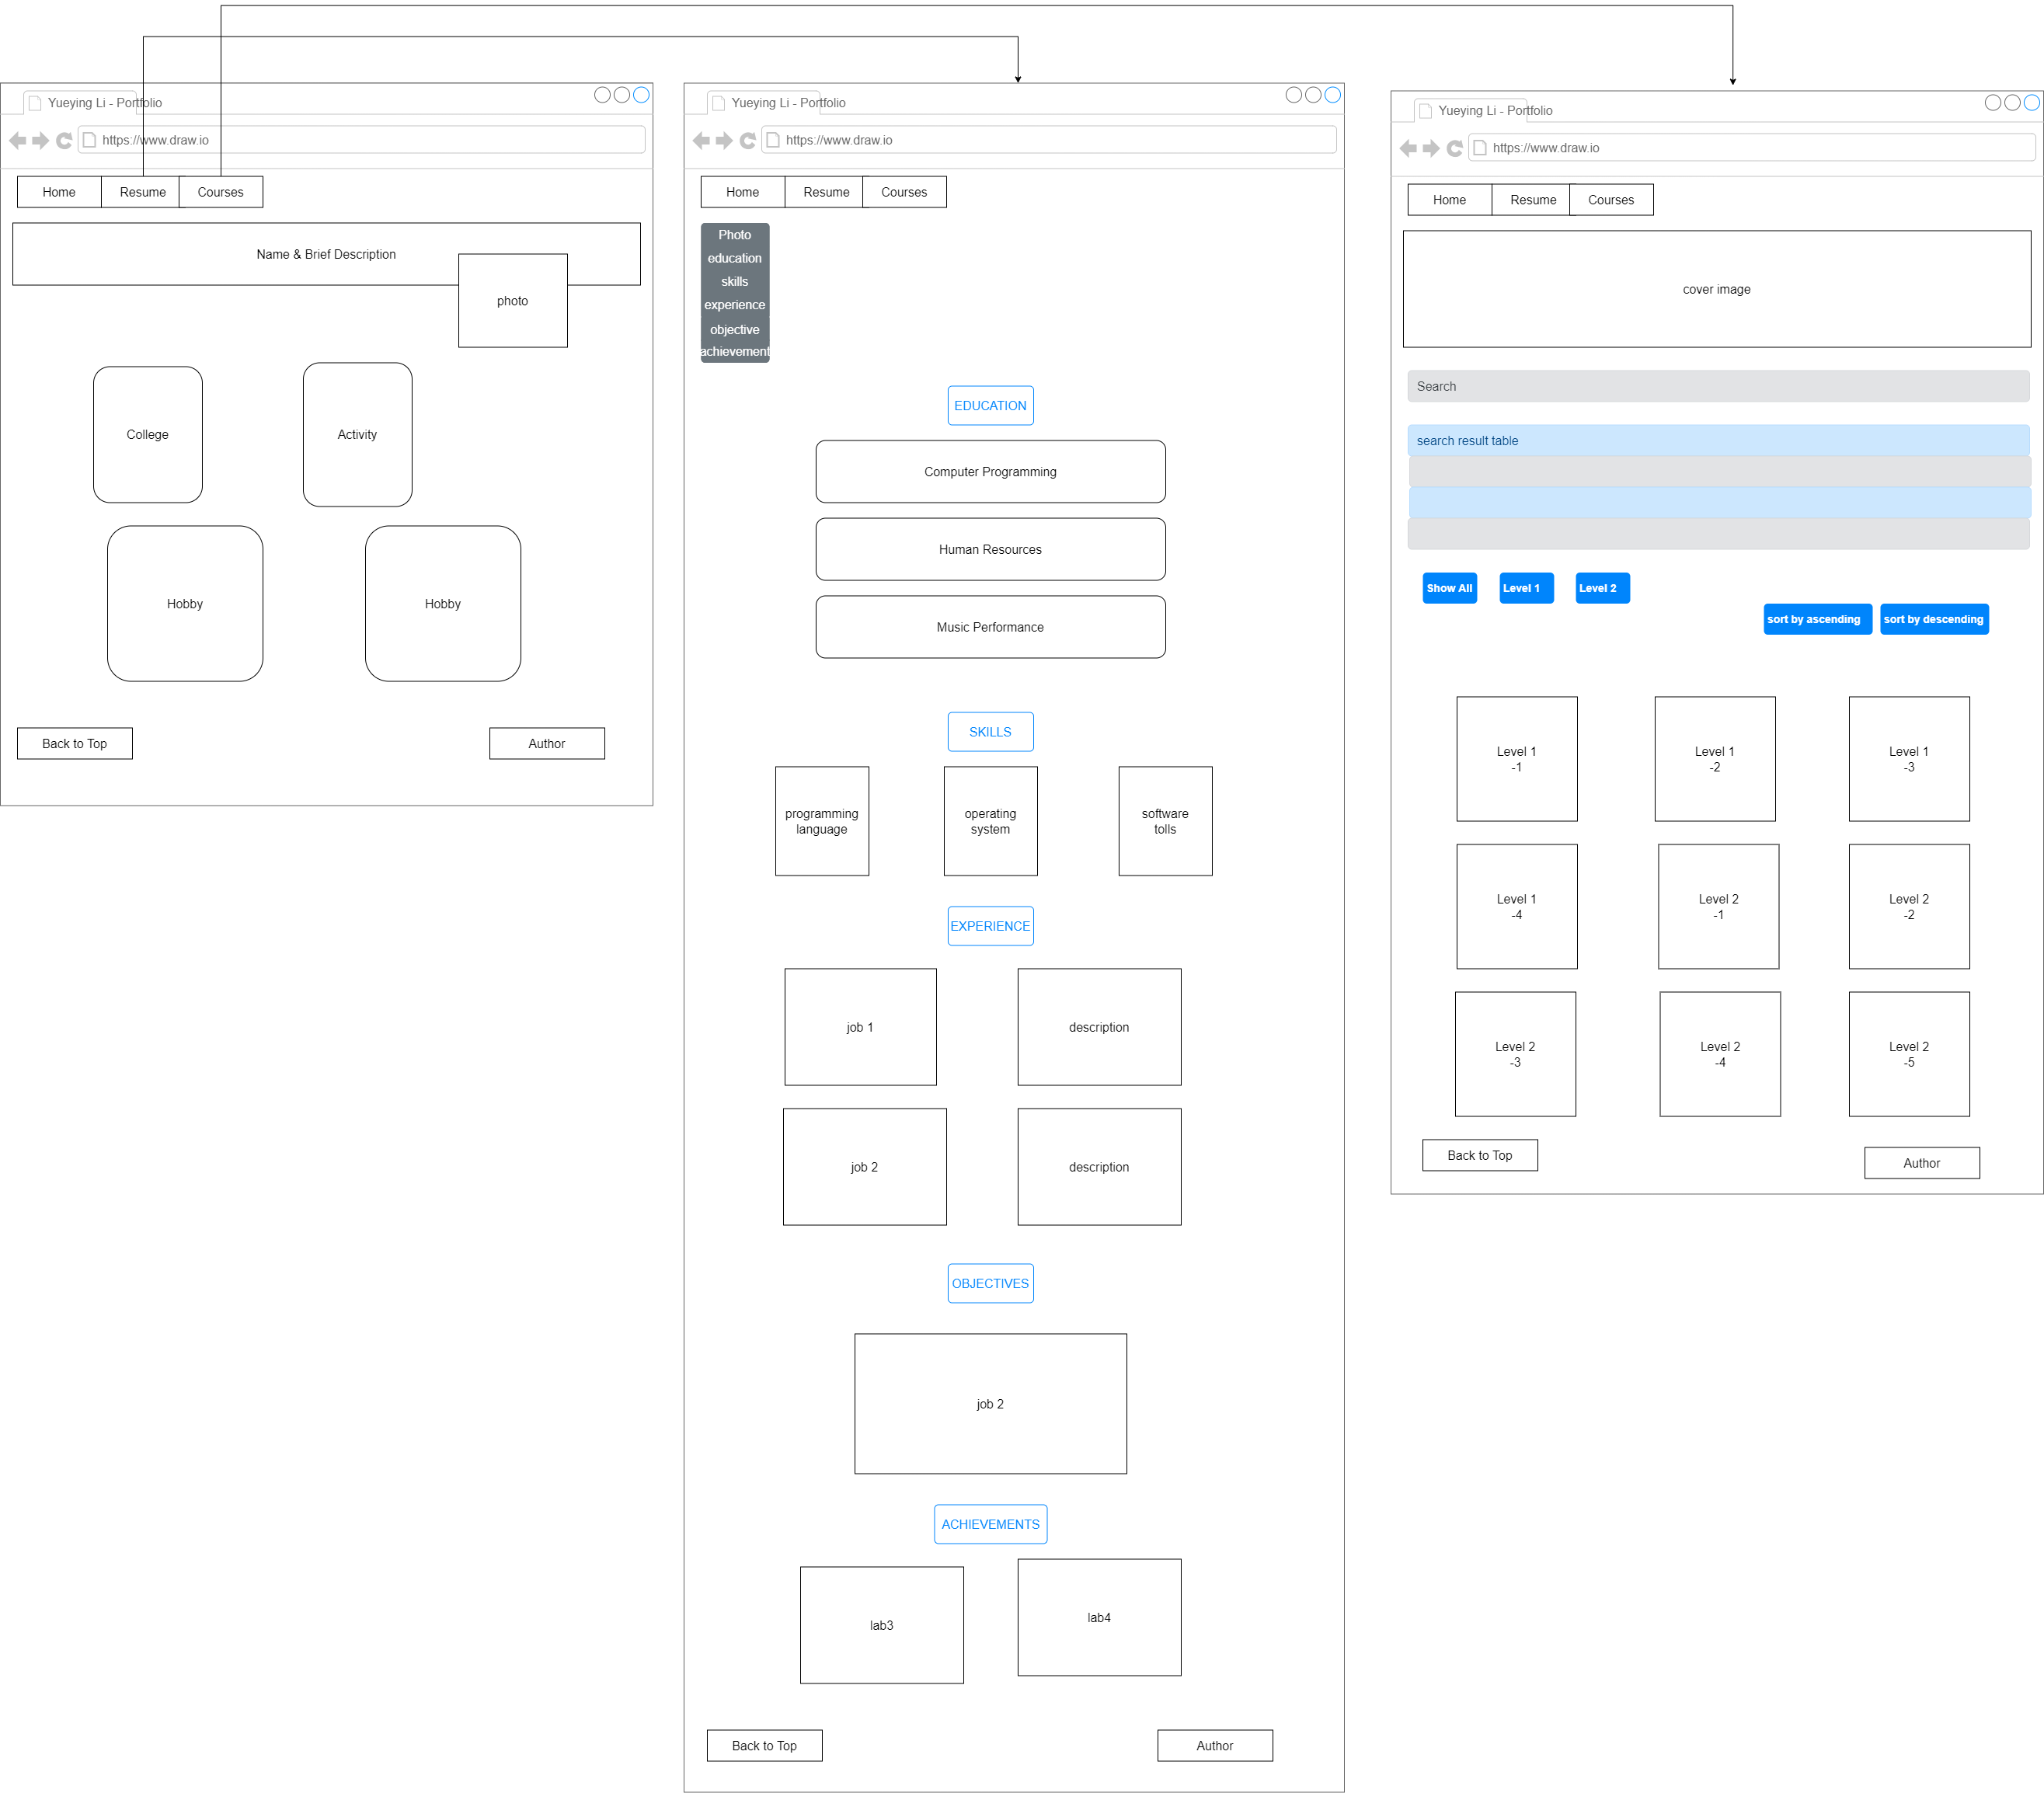 Yueying Li - Portfolio
https://www.draw.io
Home
Resume
Courses
Name & Brief Description
photo
College
Activity
Hobby
Hobby
Back to Top
Author
Yueying Li - Portfolio
https://www.draw.io
Home
Resume
Courses
Photo
education
skills
experience
objective
achievement
EDUCATION
Computer Programming
Human Resources
Music Performance
SKILLS
programming
language
operating
system
software
tolls
EXPERIENCE
job 1
description
job 2
description
OBJECTIVES
job 2
ACHIEVEMENTS
lab3
lab4
Back to Top
Author
Yueying Li - Portfolio
https://www.draw.io
Home
Resume
Courses
cover image
Search
search result table
Show All
Level 1
Level 2
sort by ascending
sort by descending
Level 1
-1
Level 1
-2
Level 1
-3
Level 1
-4
Level 2
-1
Level 2
-2
Level 2
-3
Level 2
-4
Level 2
-5
Back to Top
Author